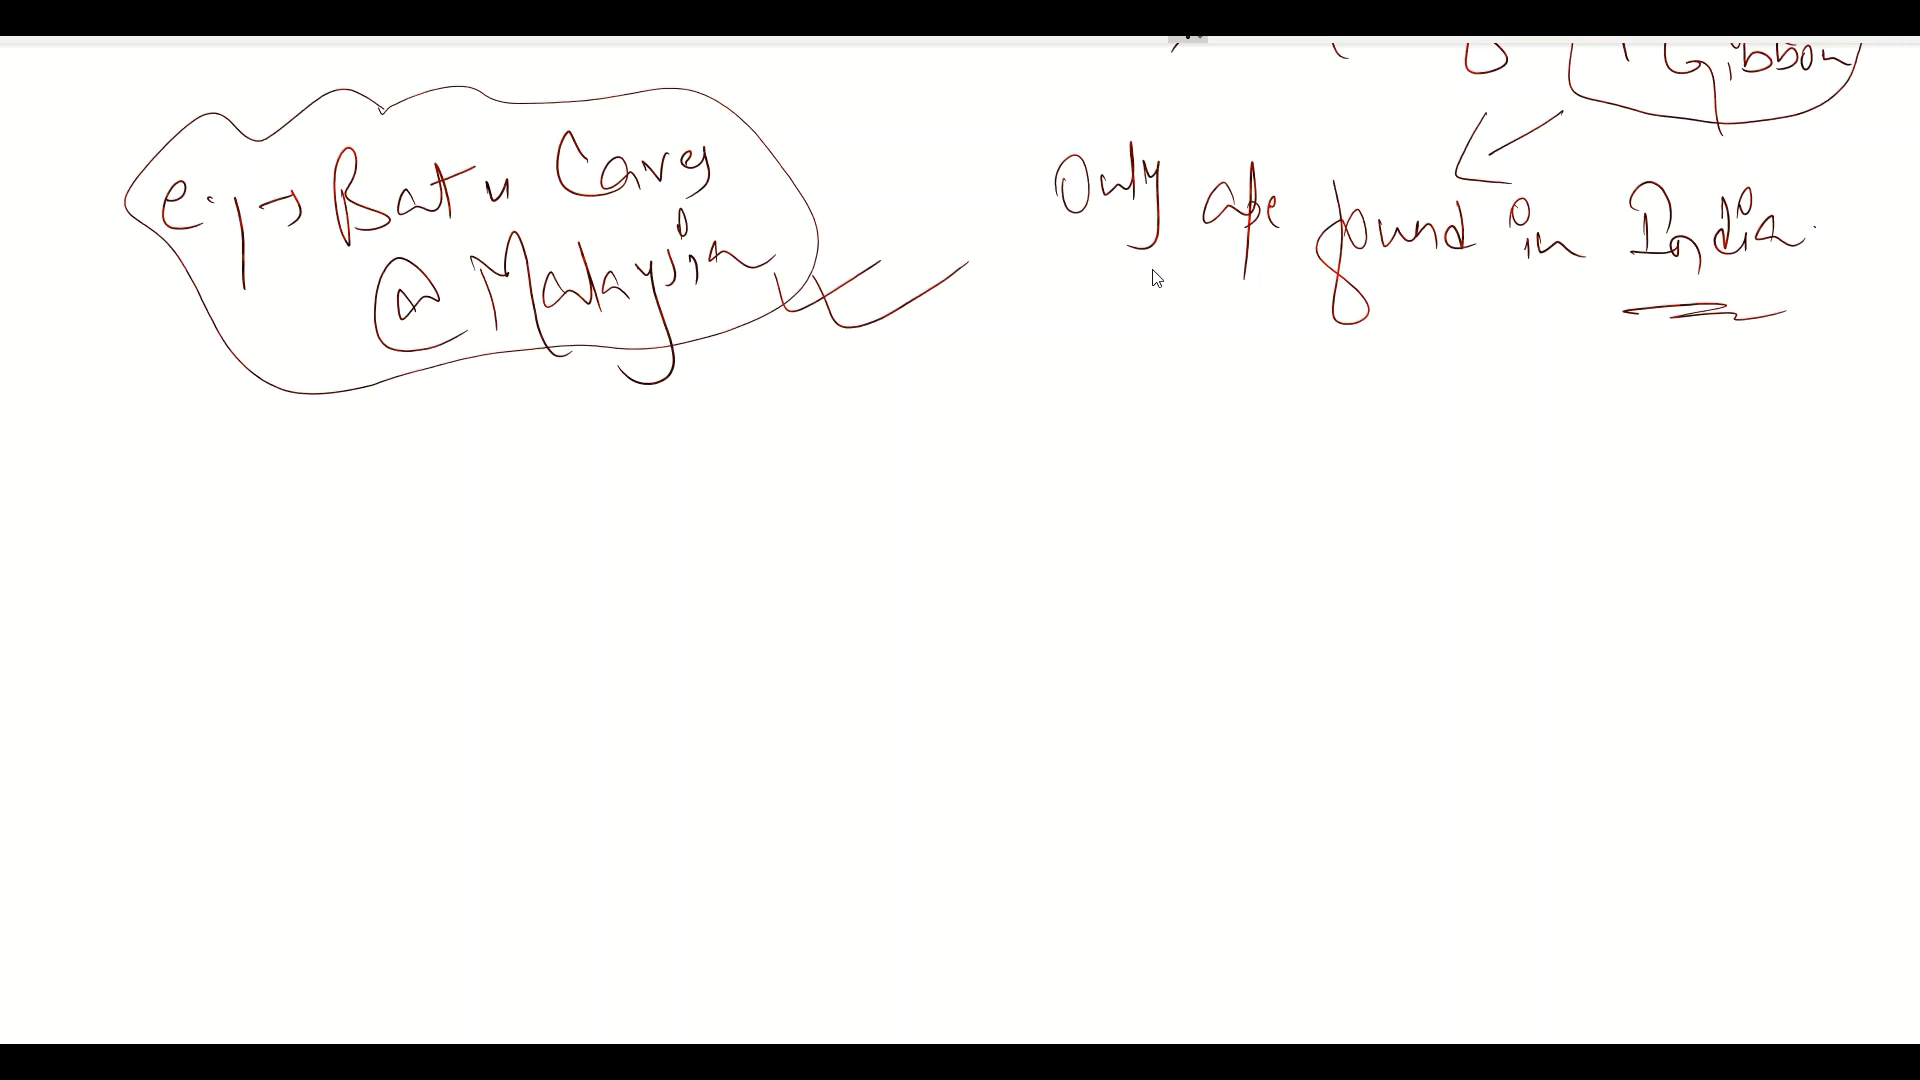 Gibbon
e.g → Batu Caves
@ Malaysia
Only ape found in India.